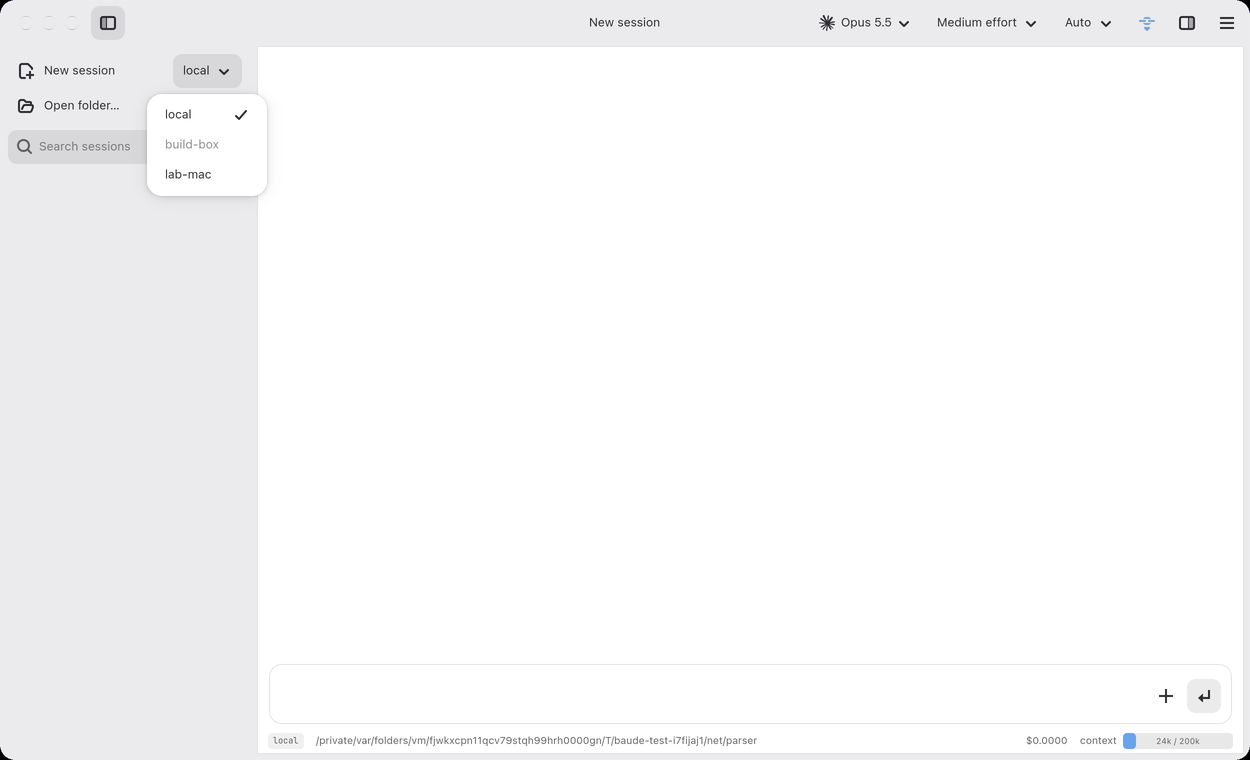 New session
Opus 5.5
Medium effort
Auto
New session
local
Open folder...
Search sessions
local
build-box
lab-mac
local
/private/var/folders/vm/fjwkxcpn11qcv79stqh99hrh0000gn/T/baude-test-i7fijaj1/net/parser
$0.0000
context
24k / 200k